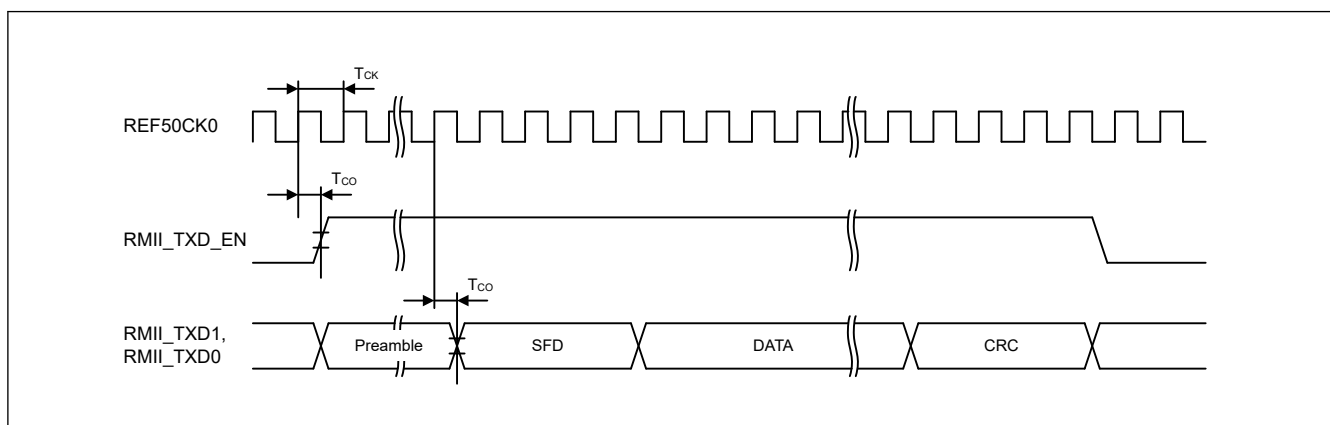 TCK
REF50CK0
TCO
RMII_TXD_EN
TCO
RMII_TXD1,
RMII_TXD0
Preamble
SFD
DATA
CRC